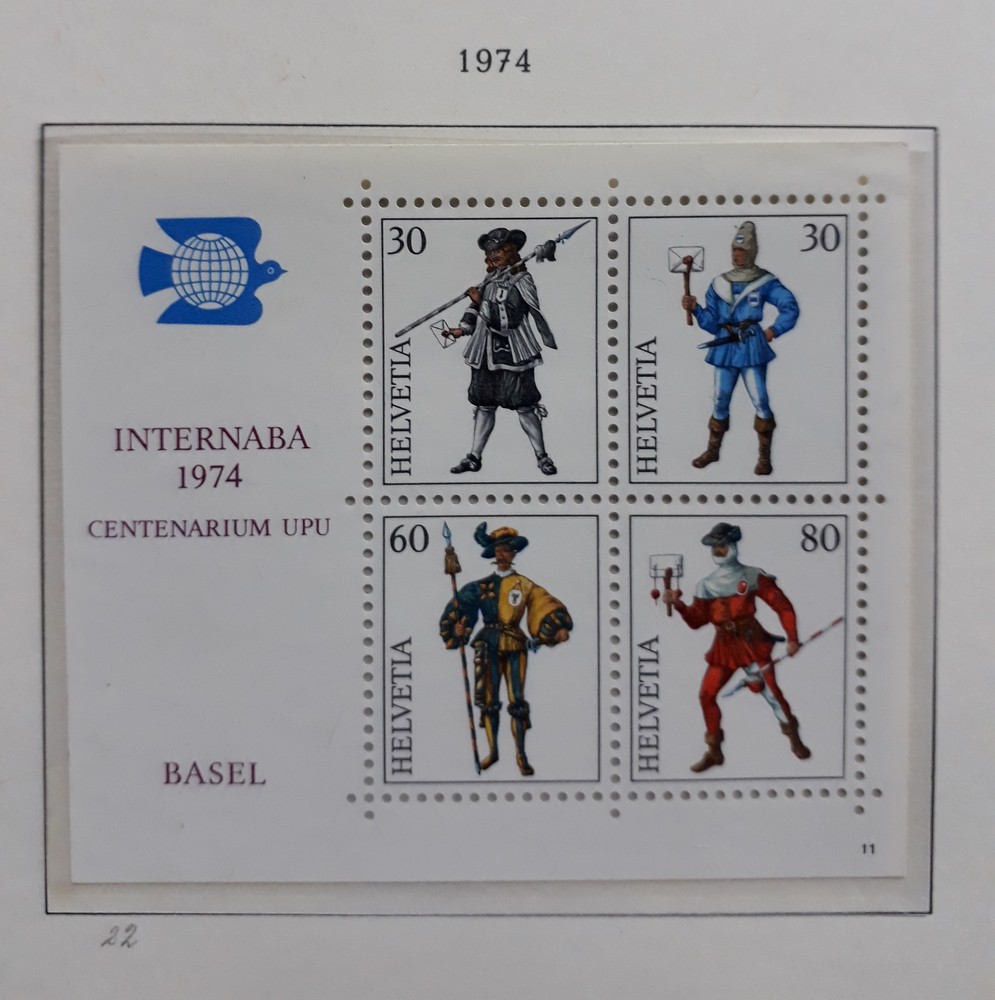 1974
INTERNABA
1974
CENTENARIUM UPU
BASEL
30
HELVETIA
30
HELVETIA
60
HELVETIA
80
HELVETIA
11
22